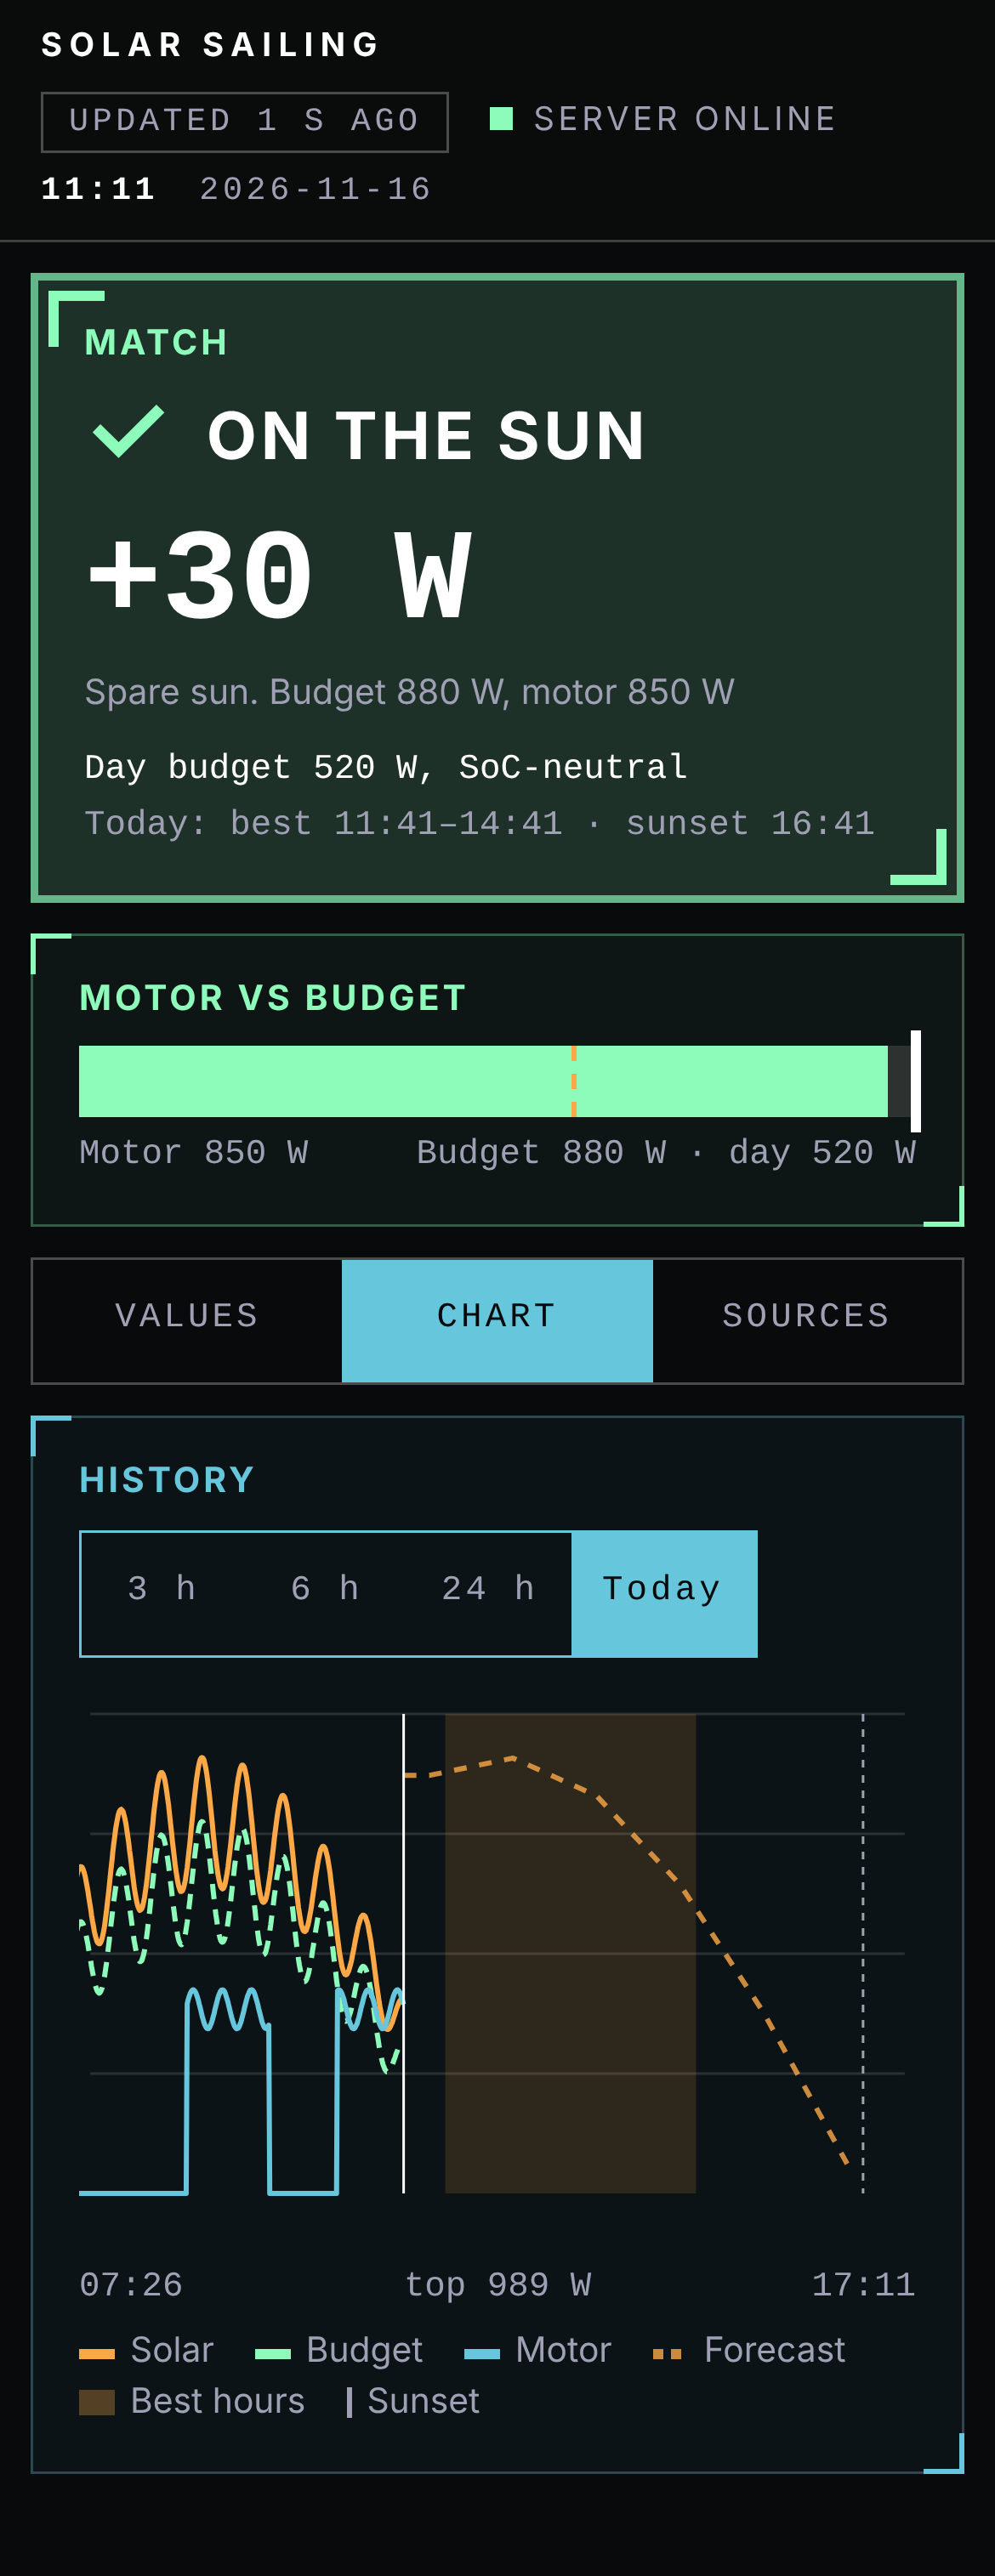 SOLAR SAILING
UPDATED 1 S AGO
SERVER ONLINE
11:11 2026-11-16
MATCH
ON THE SUN
+30 W
Spare sun. Budget 880 W, motor 850 W
Day budget 520 W, SoC-neutral
Today: best 11:41–14:41 · sunset 16:41
MOTOR VS BUDGET
Motor 850 W
Budget 880 W · day 520 W
VALUES CHART SOURCES
HISTORY
3 h 6 h 24 h Today
07:26 top 989 W 17:11
Solar Budget Motor Forecast
Best hours Sunset